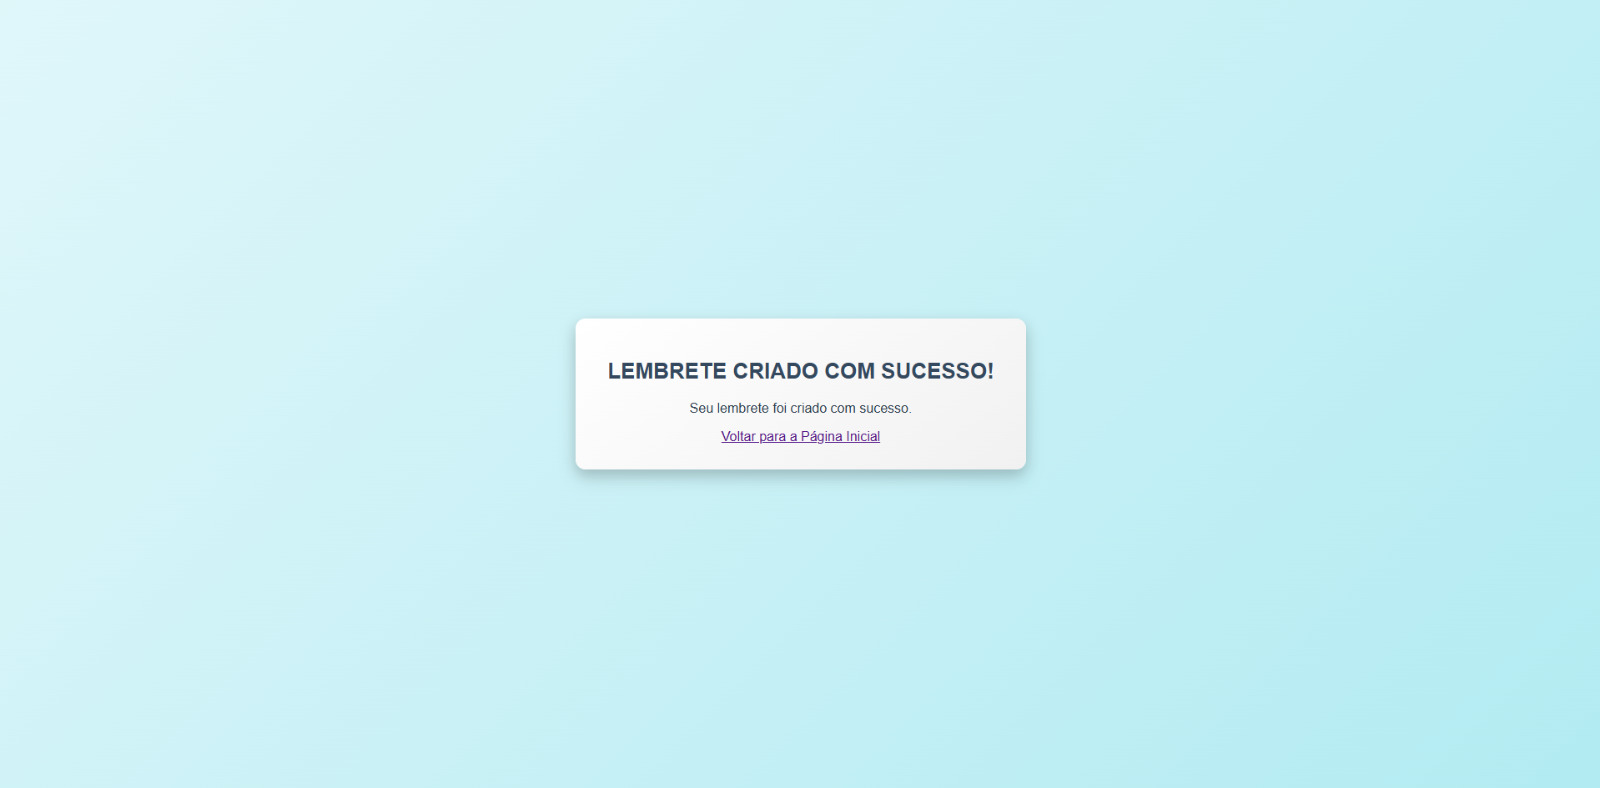 LEMBRETE CRIADO COM SUCESSO!
Seu lembrete foi criado com sucesso.
Voltar para a Página Inicial